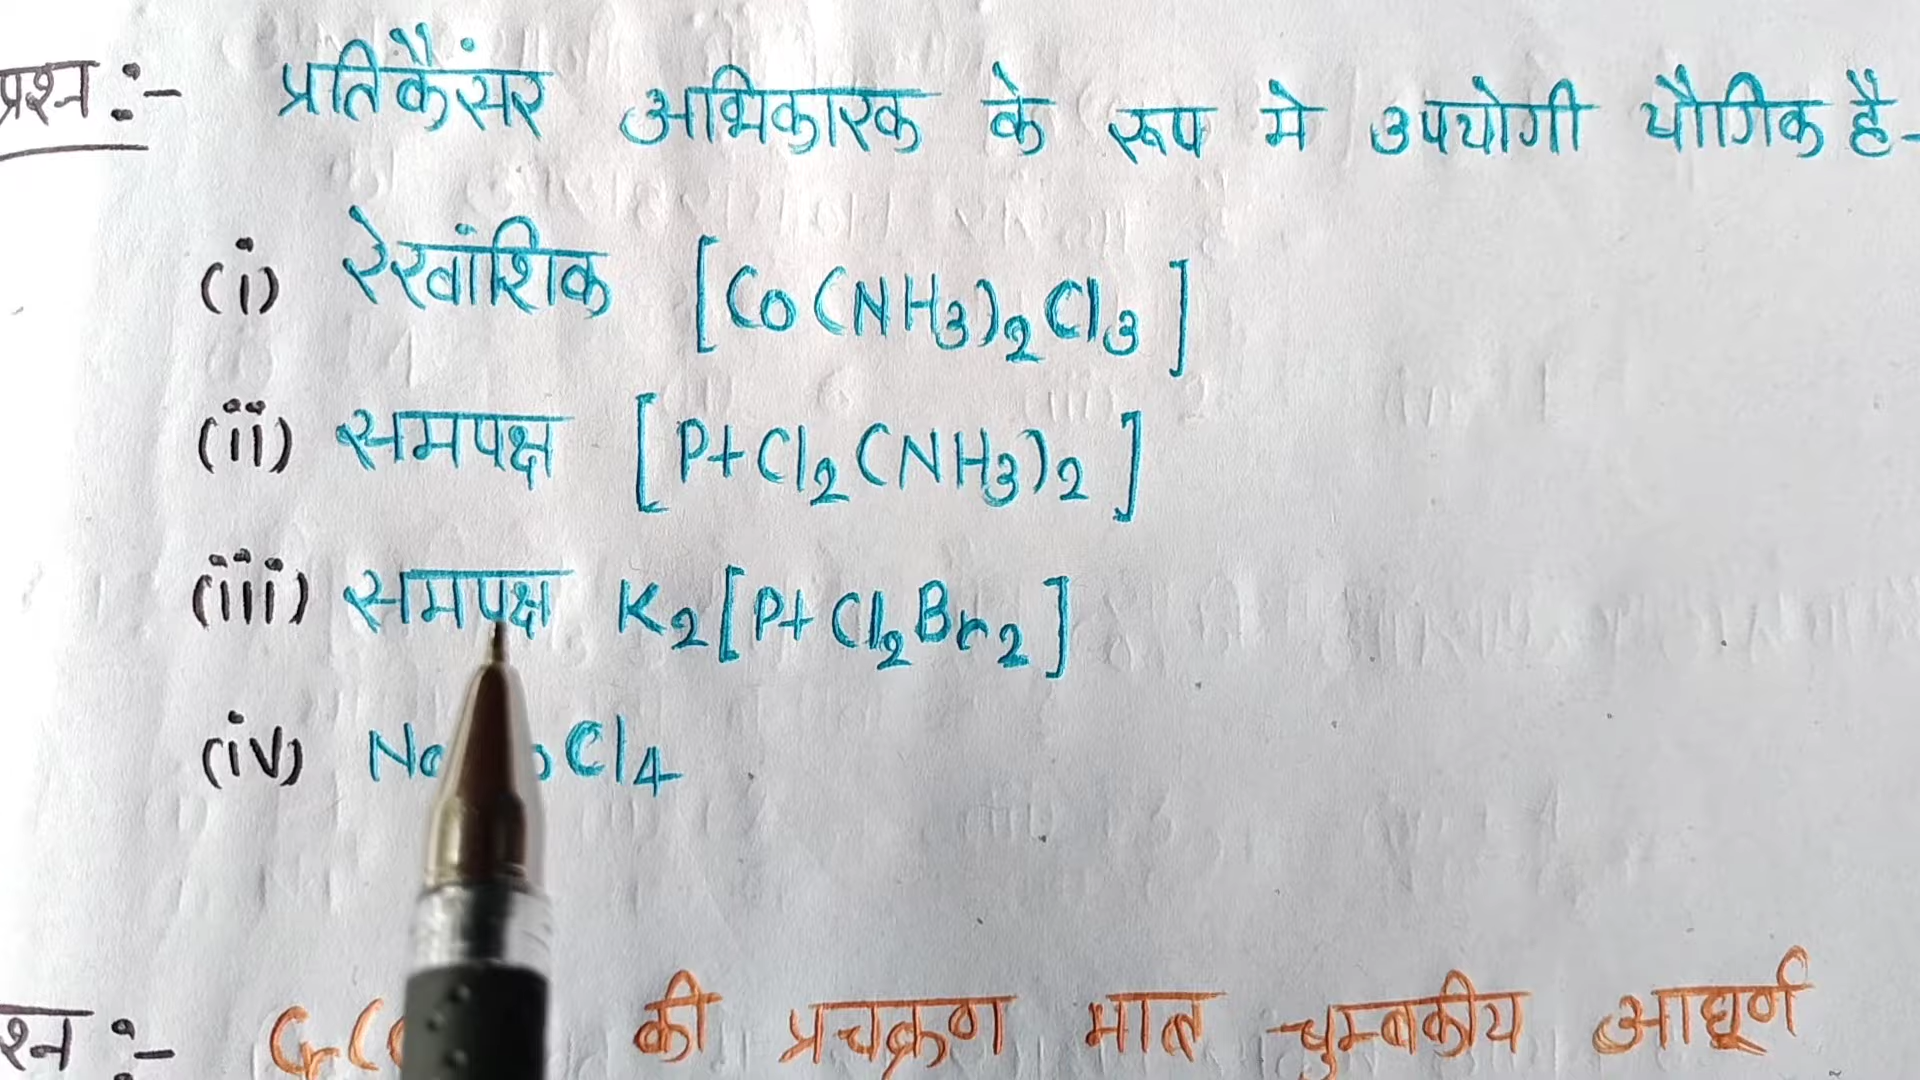 प्रश्न :- प्रतिकैंसर अभिकारक के रूप मे उपयोगी यौगिक है-
(i) रेखांशिक [Co(NH3)2Cl3]
(ii) समपक्ष [PtCl2(NH3)2]
(iii) समपक्ष K2[PtCl2Br2]
(iv) Cl4
की प्रचक्रण मात्र चुम्बकीय आघूर्ण